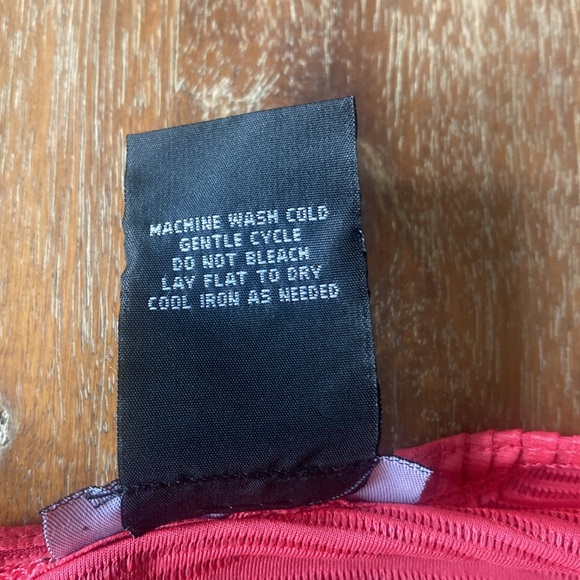 MACHINE WASH COLD
GENTLE CYCLE
DO NOT BLEACH
LAY FLAT TO DRY
COOL IRON AS NEEDED